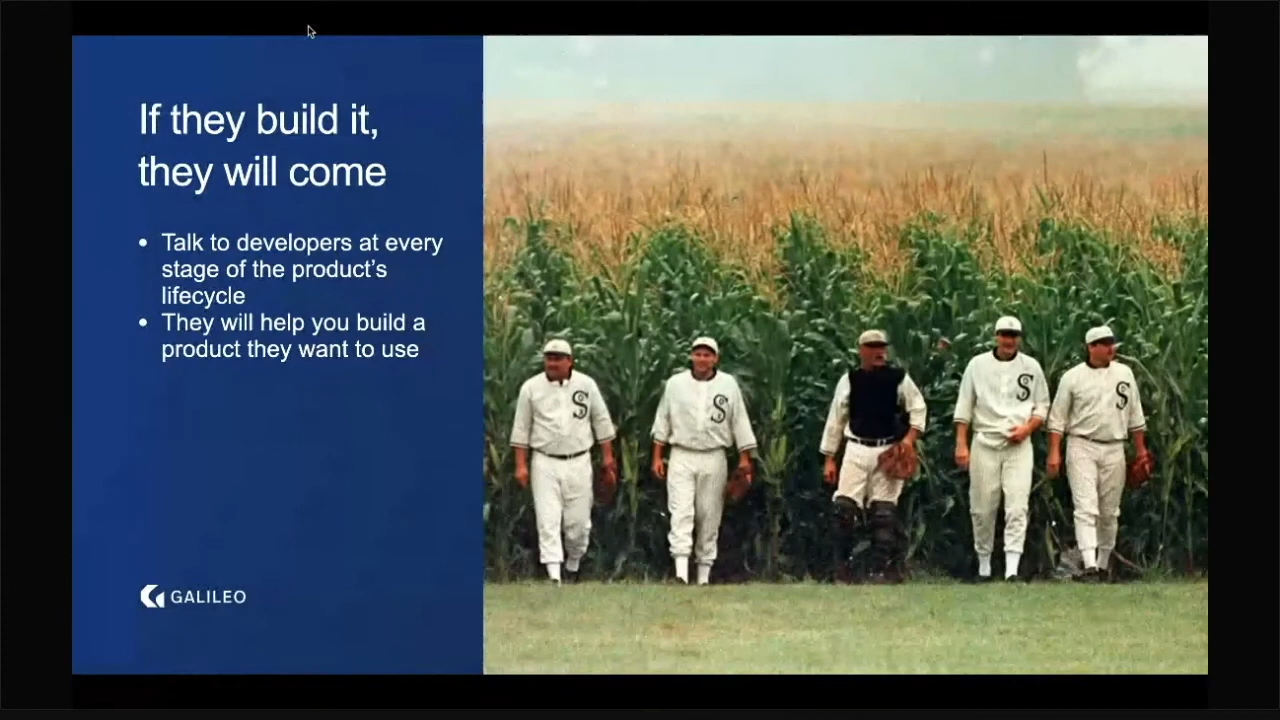 If they build it,
they will come
• Talk to developers at every
stage of the product's
lifecycle
• They will help you build a
product they want to use
GALILEO
S
S
S
S